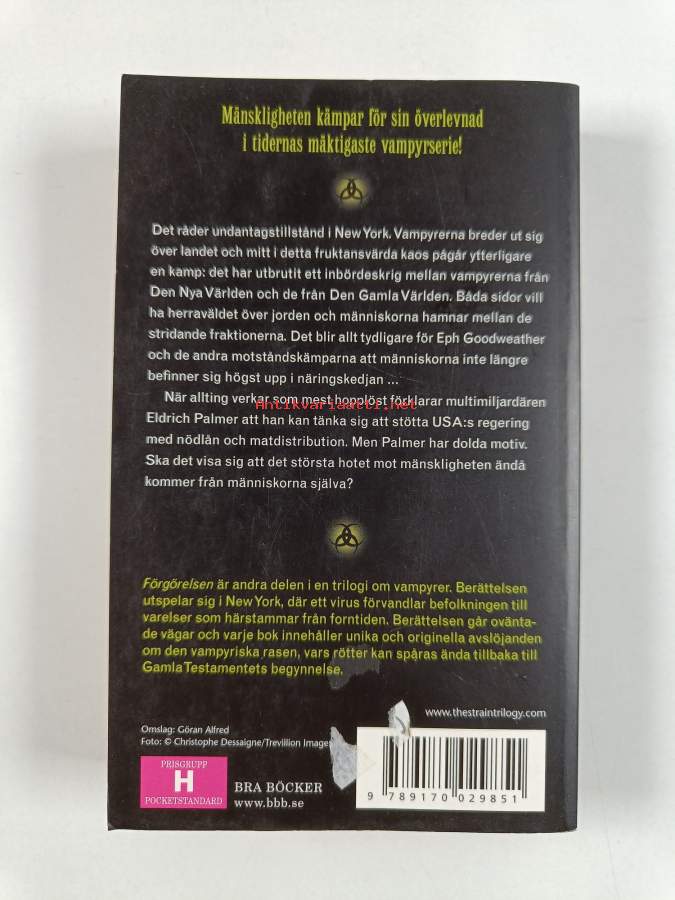 Mänskligheten kämpar för sin överlevnad
i tidernas mäktigaste vampyrserie!
Det råder undantagstillstånd i New York. Vampyrerna breder ut sig
över landet och mitt i detta fruktansvärda kaos pågår ytterligare
en kamp: det har utbrutit ett inbördeskrig mellan vampyrerna från
Den Nya Världen och de från Den Gamla Världen. Båda sidor vill
ha herraväldet över jorden och människorna hamnar mellan de
stridande fraktionerna. Det blir allt tydligare för Eph Goodweather
och de andra motståndskämparna att människorna inte längre
befinner sig högst upp i näringskedjan ...
När allting verkar som mest hopplöst förklarar multimiljardären
Antikvariaatti.net
Eldrich Palmer att han kan tänka sig att stötta USA:s regering
med nödlån och matdistribution. Men Palmer har dolda motiv.
Ska det visa sig att det största hotet mot mänskligheten ändå
kommer från människorna själva?
Förgörelsen är andra delen i en trilogi om vampyrer. Berättelsen
utspelar sig i New York, där ett virus förvandlar befolkningen till
varelser som härstammar från forntiden. Berättelsen går ovänta-
de vägar och varje bok innehåller unika och originella avslöjanden
om den vampyriska rasen, vars rötter kan spåras ända tillbaka till
Gamla Testamentets begynnelse.
www.thestraintrilogy.com
Omslag: Göran Alfred
Foto: © Christophe Dessaigne/Trevillion Images
PRISGRUPP
H
POCKETSTANDARD
BRA BÖCKER
www.bbb.se
9 789170 029851